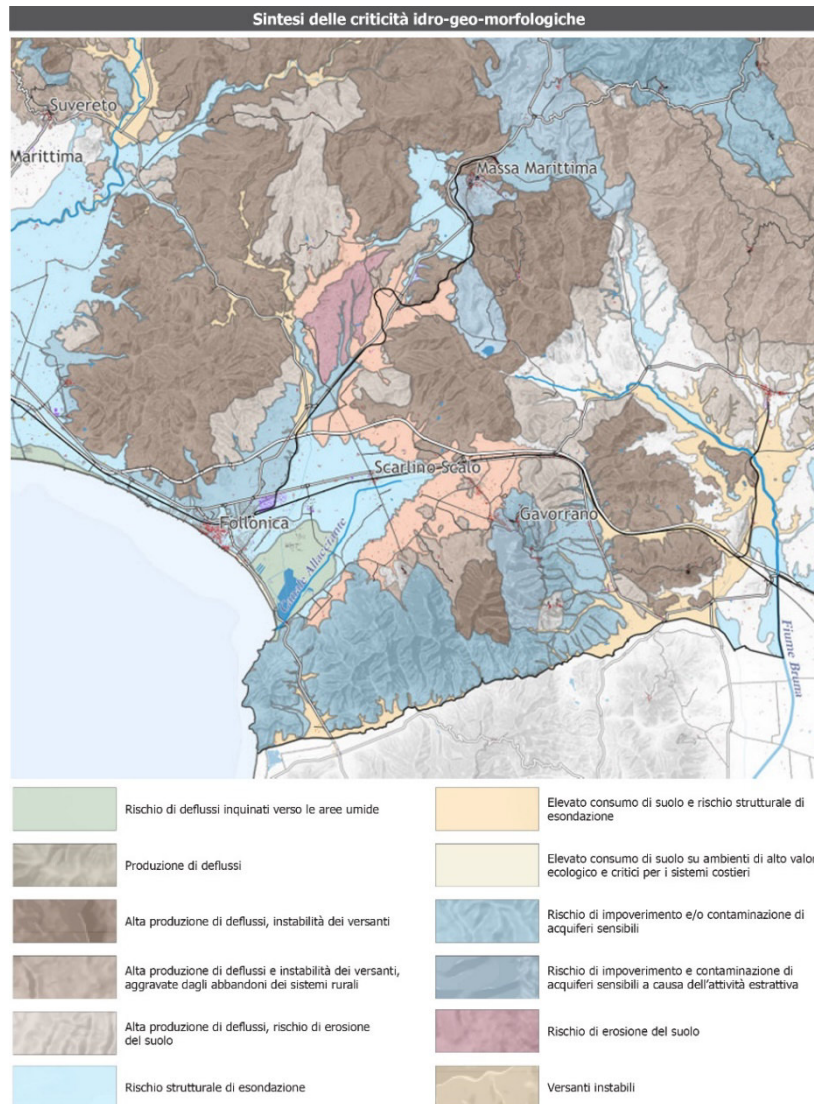 Sintesi delle criticità idro-geo-morfologiche
Suvereto
Marittima
Massa Marittima
Scarlino Scalo
Follonica
Gavorrano
Canale Allacciante
Fiume Bruna
Rischio di deflussi inquinati verso le aree umide
Produzione di deflussi
Alta produzione di deflussi, instabilità dei versanti
Alta produzione di deflussi e instabilità dei versanti,
aggravate dagli abbandoni dei sistemi rurali
Alta produzione di deflussi, rischio di erosione
del suolo
Rischio strutturale di esondazione
Elevato consumo di suolo e rischio strutturale di
esondazione
Elevato consumo di suolo su ambienti di alto valor
ecologico e critici per i sistemi costieri
Rischio di impoverimento e/o contaminazione di
acquiferi sensibili
Rischio di impoverimento e contaminazione di
acquiferi sensibili a causa dell'attività estrattiva
Rischio di erosione del suolo
Versanti instabili